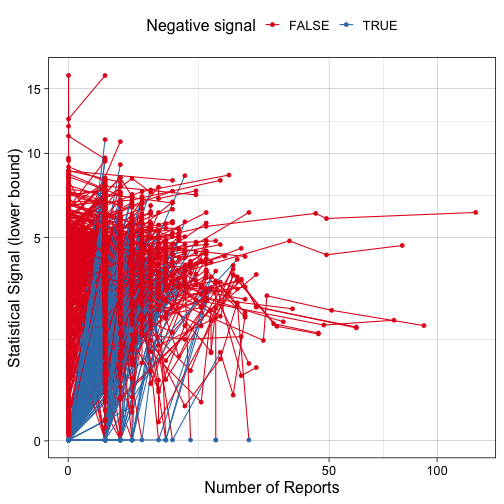 Negative signal FALSE TRUE
15
10
5
0
0 50 100
Number of Reports
Statistical Signal (lower bound)